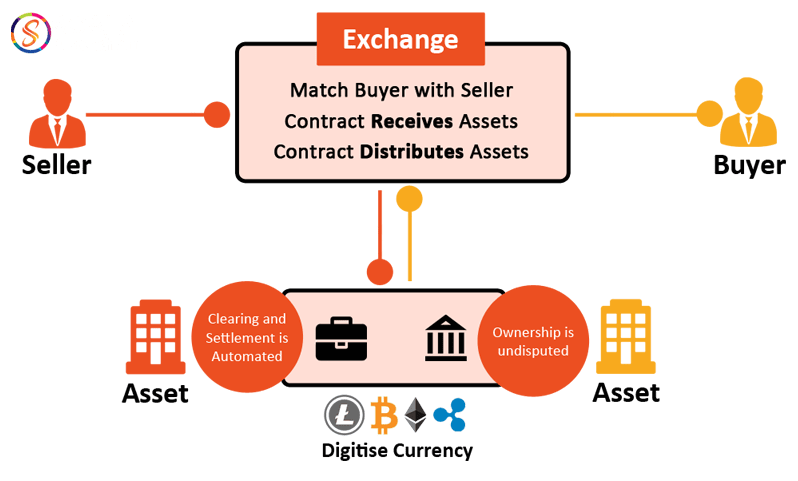 Exchange
Match Buyer with Seller
Contract Receives Assets
Contract Distributes Assets
Seller
Buyer
Clearing and
Settlement is
Automated
Ownership is
undisputed
Asset
Asset
Digitise Currency